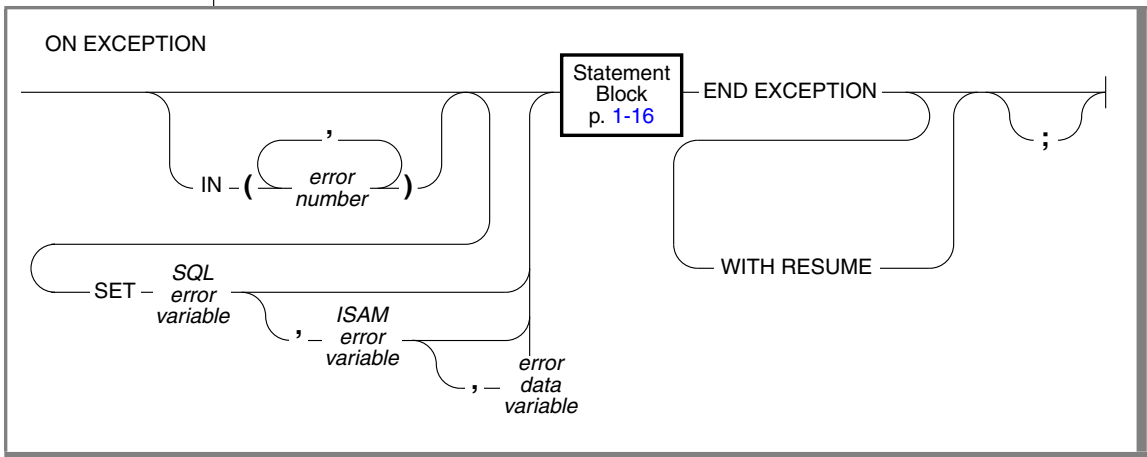 ON EXCEPTION
Statement
Block
p. 1-16
END EXCEPTION
,
;
IN ( error
number )
WITH RESUME
SET SQL
error
variable
, ISAM
error
variable
, error
data
variable